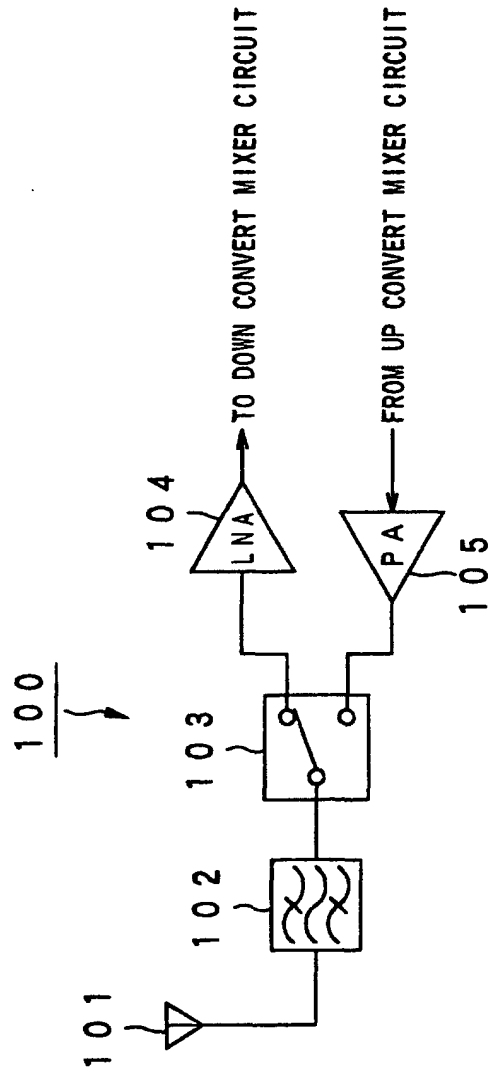 100
101
102
103
104
LNA
TO DOWN CONVERT MIXER CIRCUIT
PA
105
FROM UP CONVERT MIXER CIRCUIT